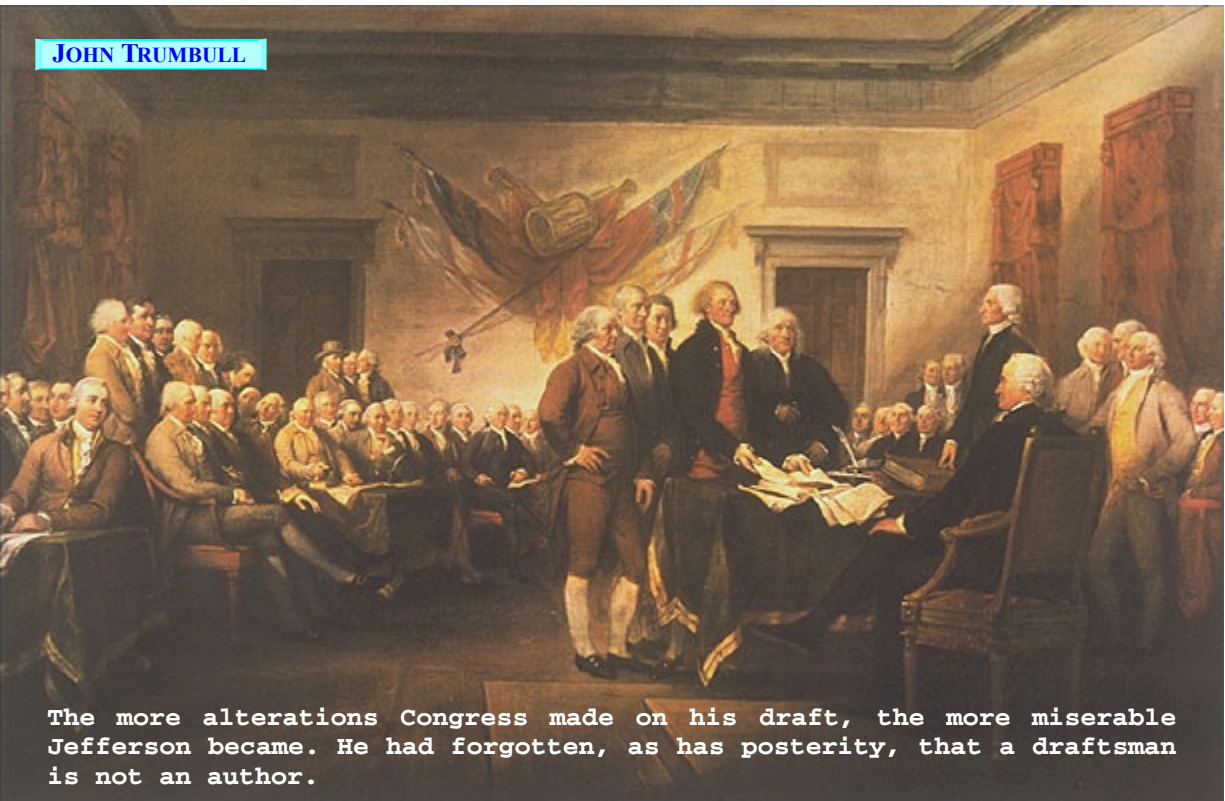 JOHN TRUMBULL
The more alterations Congress made on his draft, the more miserable
Jefferson became. He had forgotten, as has posterity, that a draftsman
is not an author.